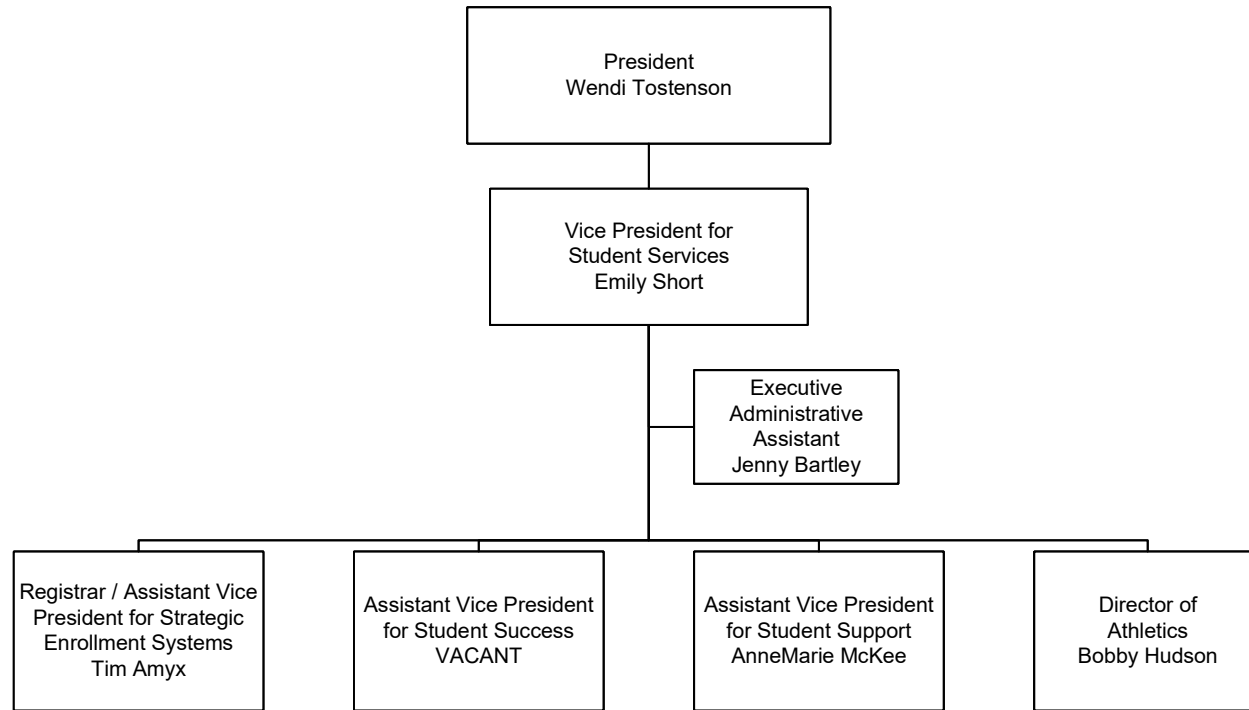 President
Wendi Tostenson
Vice President for
Student Services
Emily Short
Executive
Administrative
Assistant
Jenny Bartley
Registrar / Assistant Vice
President for Strategic
Enrollment Systems
Tim Amyx
Assistant Vice President
for Student Success
VACANT
Assistant Vice President
for Student Support
AnneMarie McKee
Director of
Athletics
Bobby Hudson